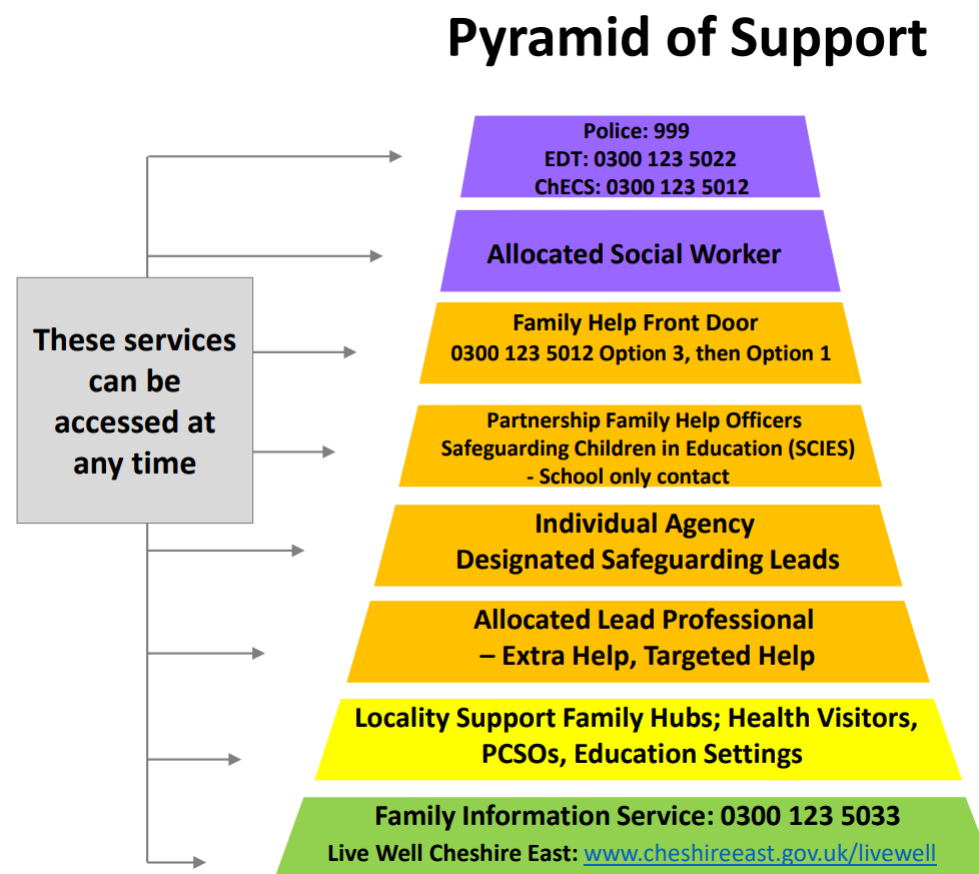 Pyramid of Support
Police: 999
EDT: 0300 123 5022
ChECS: 0300 123 5012
Allocated Social Worker
These services
can be
accessed at
any time
Family Help Front Door
0300 123 5012 Option 3, then Option 1
Partnership Family Help Officers
Safeguarding Children in Education (SCIES)
- School only contact
Individual Agency
Designated Safeguarding Leads
Allocated Lead Professional
– Extra Help, Targeted Help
Locality Support Family Hubs; Health Visitors,
PCSOs, Education Settings
Family Information Service: 0300 123 5033
Live Well Cheshire East: www.cheshireeast.gov.uk/livewell